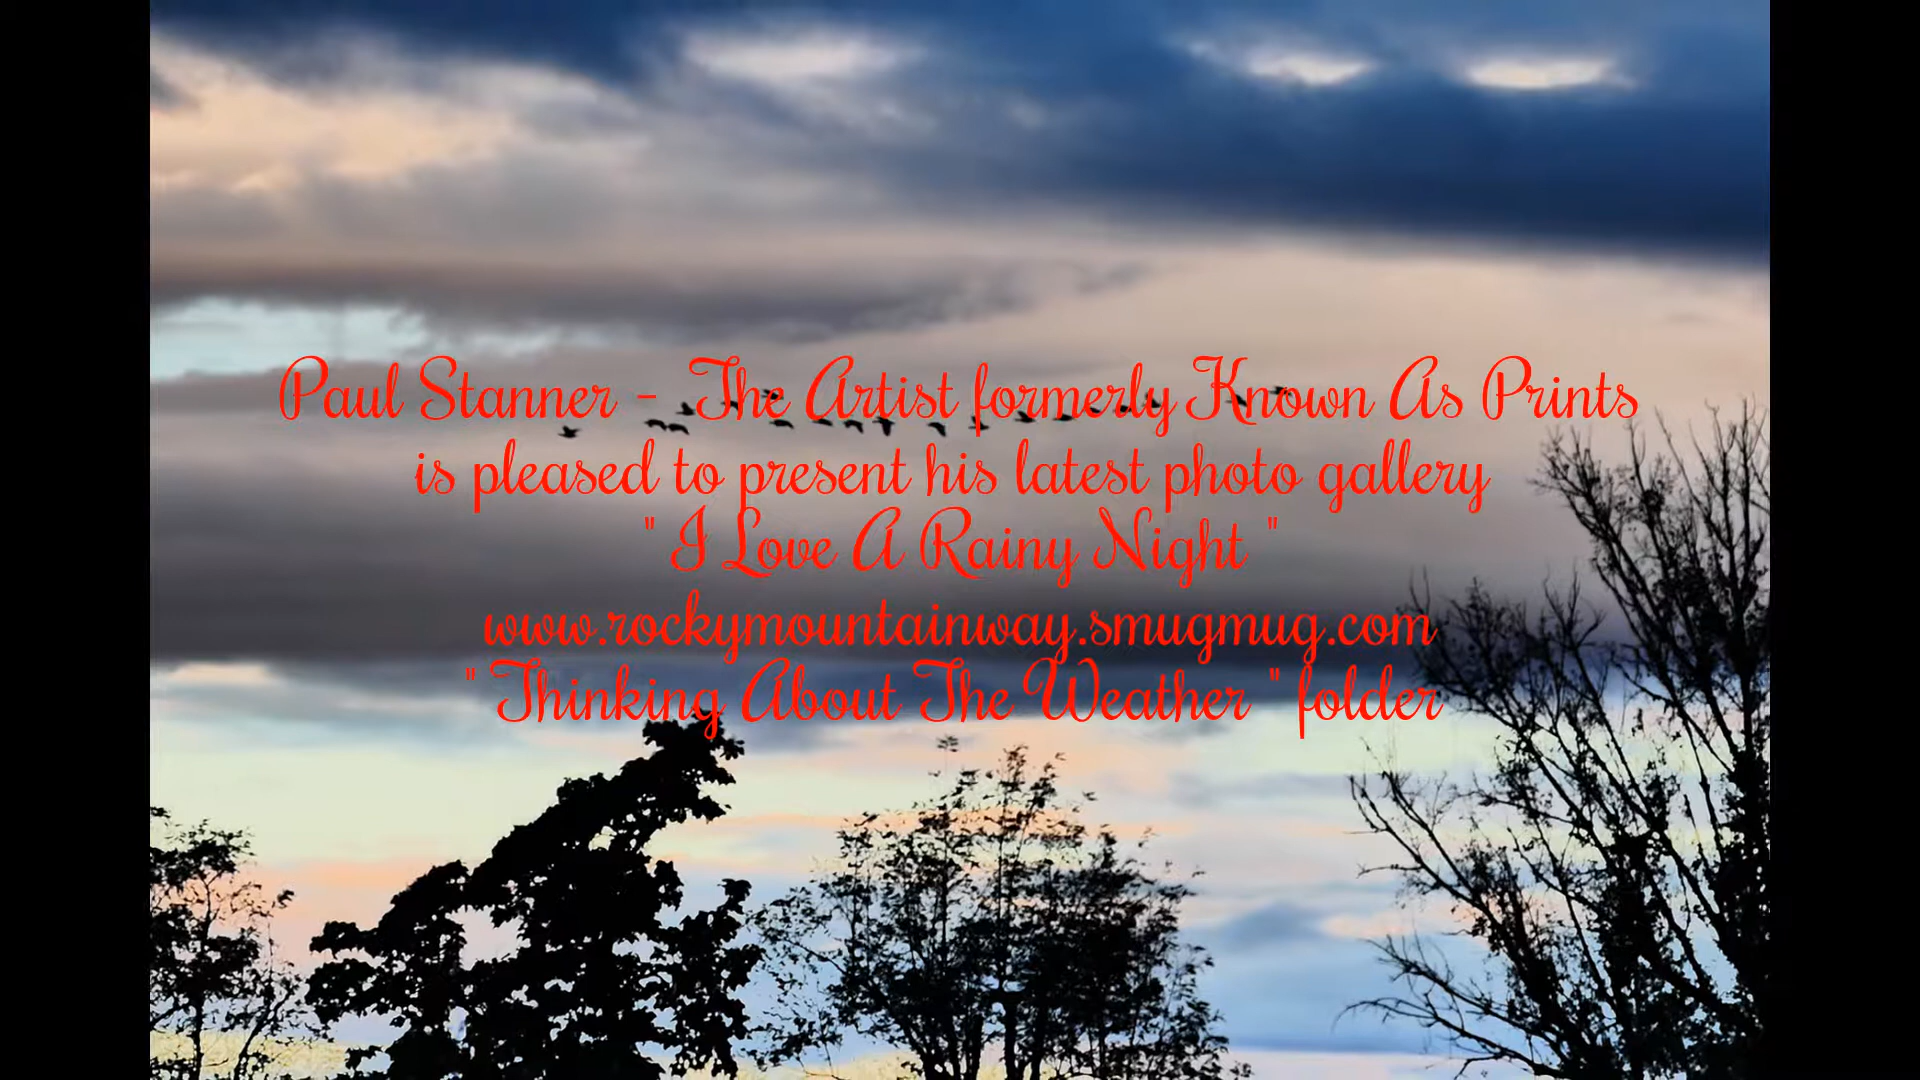 Paul Stanner - The Artist formerly Known As Prints
is pleased to present his latest photo gallery
" I Love A Rainy Night "
www.rockymountainway.smugmug.com
" Thinking About The Weather " folder